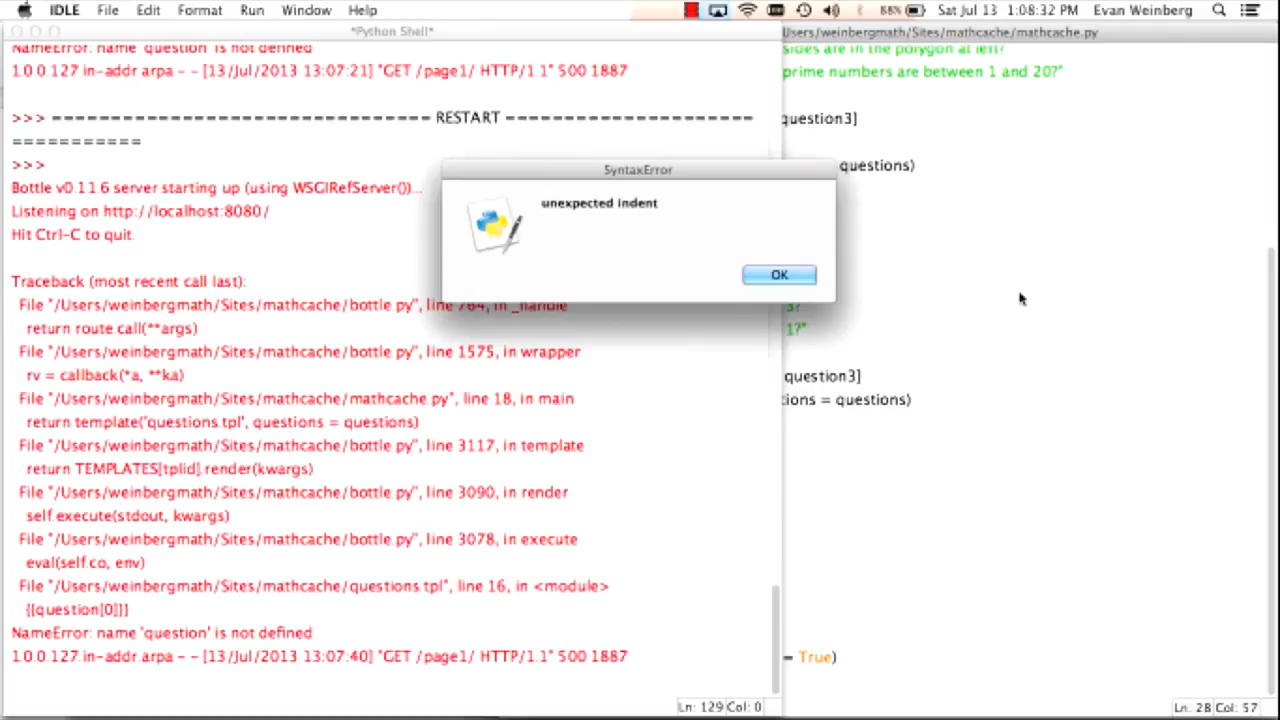 IDLE File Edit Format Run Window Help 88% Sat Jul 13 1:08:32 PM Evan Weinberg
*Python Shell*
Users/weinbergmath/Sites/mathcache/mathcache.py
NameError: name 'question' is not defined
sides are in the polygon at left?
1.0.0.127.in-addr.arpa - - [13/Jul/2013 13:07:21] "GET /page1/ HTTP/1.1" 500 1887
prime numbers are between 1 and 20?"
>>> ================================ RESTART =====================
===========
question3]
>>>
questions)
SyntaxError
unexpected indent
OK
Bottle v0.11.6 server starting up (using WSGIRefServer())...
Listening on http://localhost:8080/
Hit Ctrl-C to quit.
Traceback (most recent call last):
File "/Users/weinbergmath/Sites/mathcache/bottle.py", line 764, in _handle
return route.call(**args)
File "/Users/weinbergmath/Sites/mathcache/bottle.py", line 1575, in wrapper
rv = callback(*a, **ka)
File "/Users/weinbergmath/Sites/mathcache/mathcache.py", line 18, in main
return template('questions.tpl', questions = questions)
File "/Users/weinbergmath/Sites/mathcache/bottle.py", line 3117, in template
return TEMPLATES[tplid].render(kwargs)
File "/Users/weinbergmath/Sites/mathcache/bottle.py", line 3090, in render
self.execute(stdout, kwargs)
File "/Users/weinbergmath/Sites/mathcache/bottle.py", line 3078, in execute
eval(self.co, env)
File "/Users/weinbergmath/Sites/mathcache/questions.tpl", line 16, in <module>
{{question[0]}}
NameError: name 'question' is not defined
1.0.0.127.in-addr.arpa - - [13/Jul/2013 13:07:40] "GET /page1/ HTTP/1.1" 500 1887
3?
1?"
question3]
tions = questions)
= True)
Ln: 129 Col: 0
Ln: 28 Col: 57